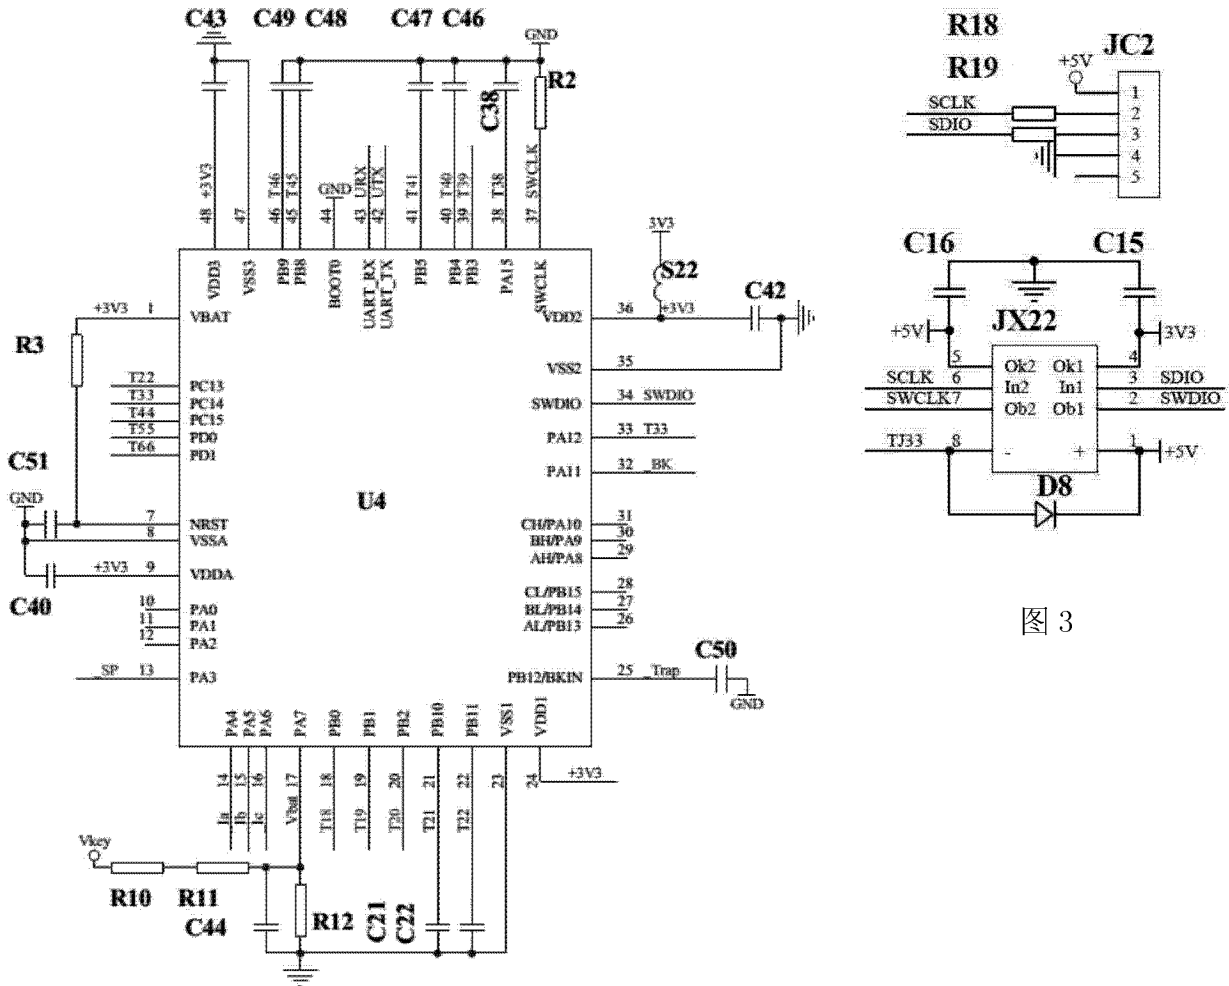 C43 C49 C48 C47 C46 GND
R2
C38
+3V3 T46 T45 GND URX UTX T41 T40 T39 T38 SWCLK
48 47 46 45 44 43 42 41 40 39 38 37
VDD3 VSS3 PB9 PB8 BOOT0 UART_RX UART_TX PB5 PB4 PB3 PA15 SWCLK
+3V3 1 VBAT
R3
T22 PC13
T33 PC14
T44 PC15
T55 PD0
T66 PD1
C51
GND
7 NRST
8 VSSA
+3V3 9 VDDA
C40
10 PA0
11 PA1
12 PA2
_SP 13 PA3
U4
3V3
S22
C42
VDD2 36 +3V3
VSS2 35
SWDIO 34 SWDIO
PA12 33 T33
PA11 32 _BK
CH/PA10 31
BH/PA9 30
AH/PA8 29
CL/PB15 28
BL/PB14 27
AL/PB13 26
C50
PB12/BKIN 25 _Trap
GND
PA4 PA5 PA6 PA7 PB0 PB1 PB2 PB10 PB11 VSS1 VDD1
14 15 16 17 18 19 20 21 22 23 24
+3V3
Ia Ib Ic Vbat T18 T19 T20 T21 T22
Vkey
R10 R11
C44
R12 C21 C22
R18
R19
JC2
+5V
1
SCLK 2
SDIO 3
4
5
C16 C15
+5V JX22 3V3
5 Ok2 Ok1 4
SCLK 6 In2 In1 3 SDIO
SWCLK7 Ob2 Ob1 2 SWDIO
TJ33 8 - + 1 +5V
D8
图 3